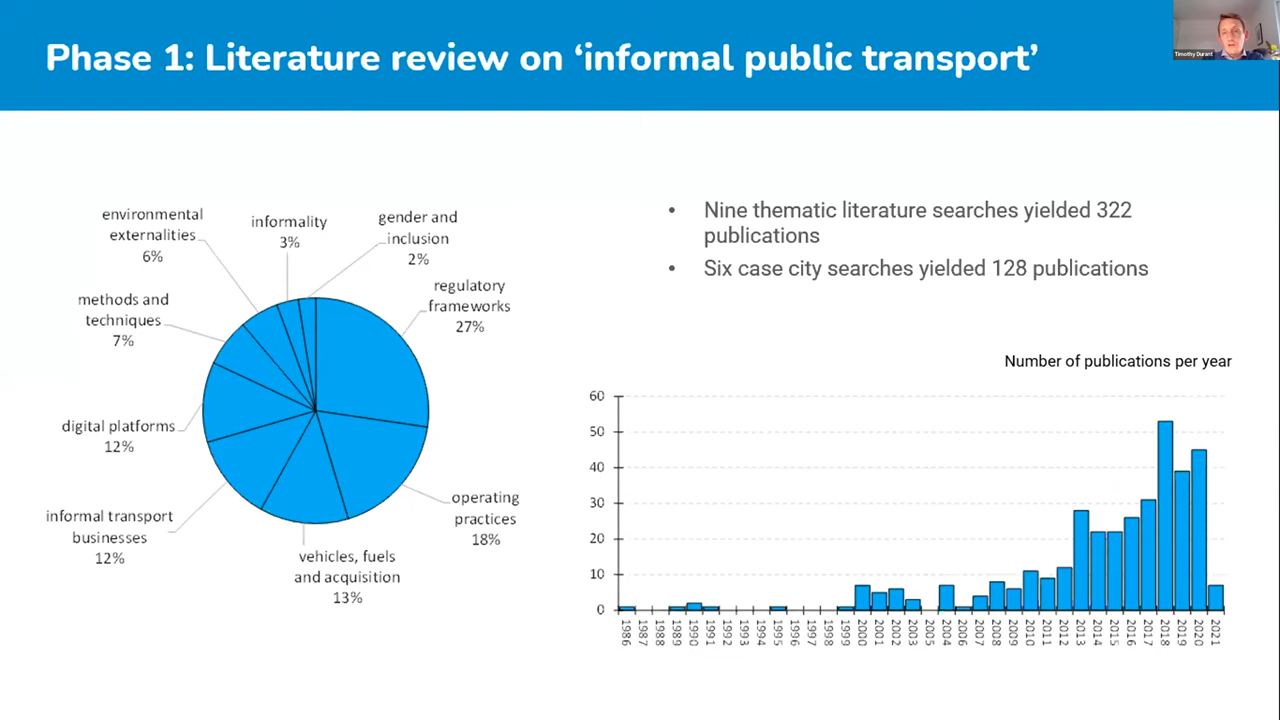 Phase 1: Literature review on ‘informal public transport’
Timothy Durant
environmental
externalities
6%
informality
3%
gender and
inclusion
2%
regulatory
frameworks
27%
methods and
techniques
7%
digital platforms
12%
informal transport
businesses
12%
vehicles, fuels
and acquisition
13%
operating
practices
18%
• Nine thematic literature searches yielded 322
publications
• Six case city searches yielded 128 publications
Number of publications per year
60
50
40
30
20
10
0
1986
1987
1988
1989
1990
1991
1992
1993
1994
1995
1996
1997
1998
1999
2000
2001
2002
2003
2005
2004
2006
2007
2008
2009
2010
2011
2012
2013
2014
2015
2016
2017
2018
2019
2020
2021